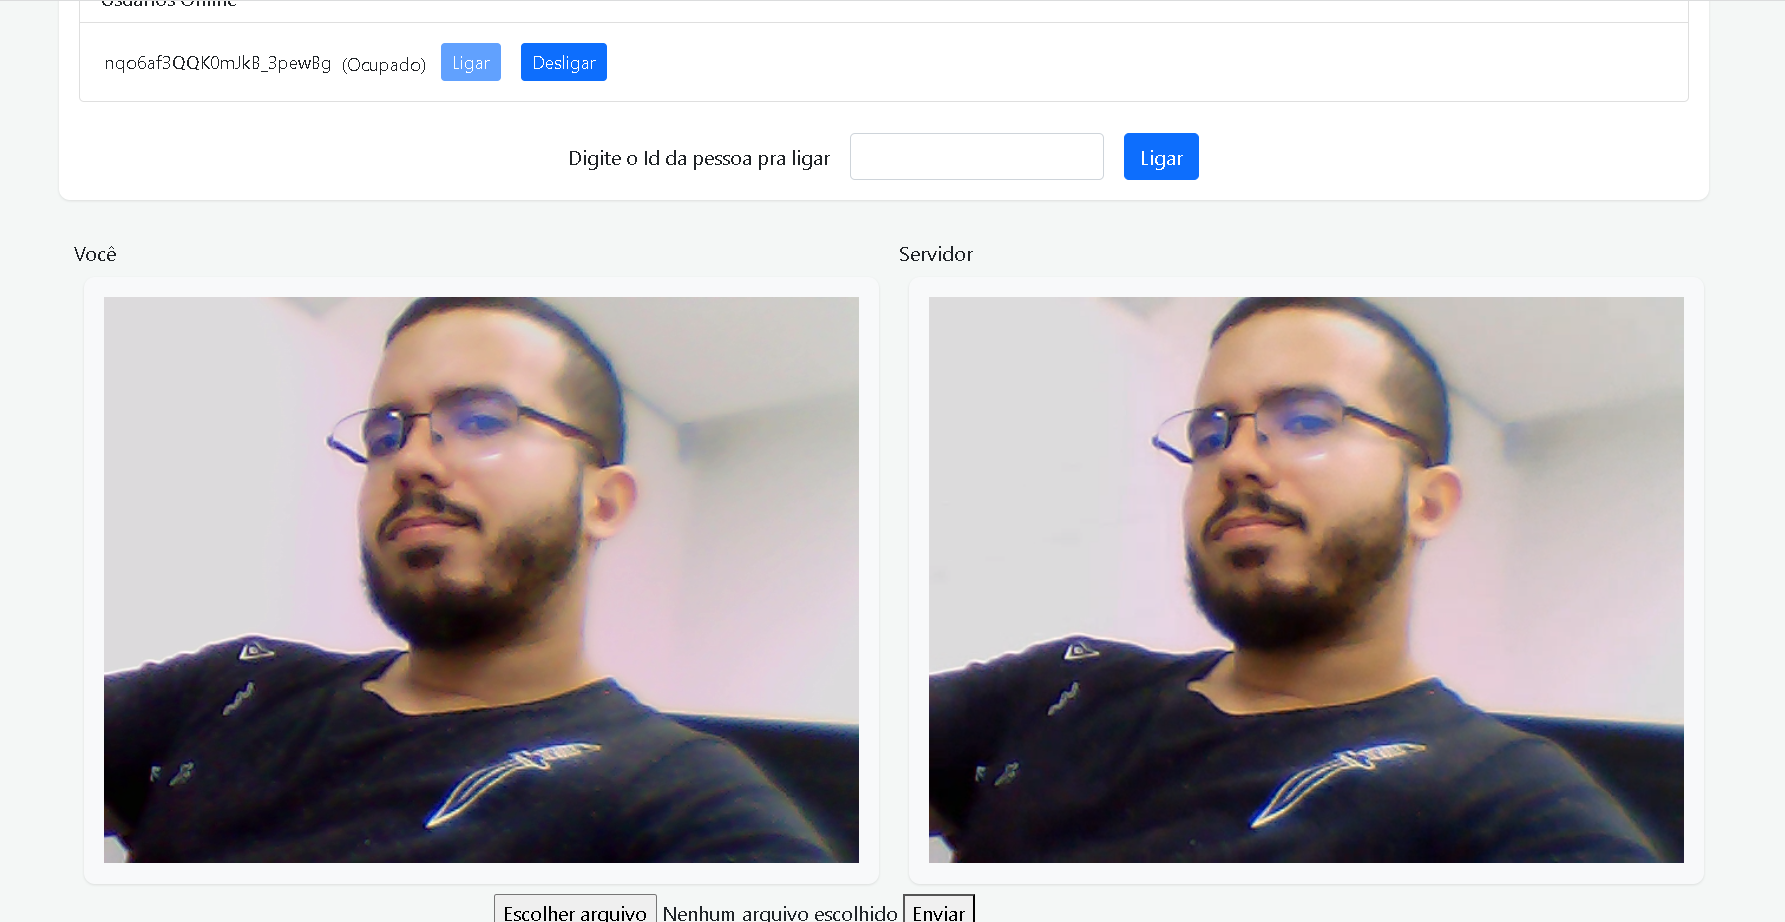 Usuários Online
nqo6af3QQK0mJkB_3pewBg (Ocupado) Ligar Desligar
Digite o Id da pessoa pra ligar Ligar
Você Servidor
Escolher arquivo Nenhum arquivo escolhido Enviar